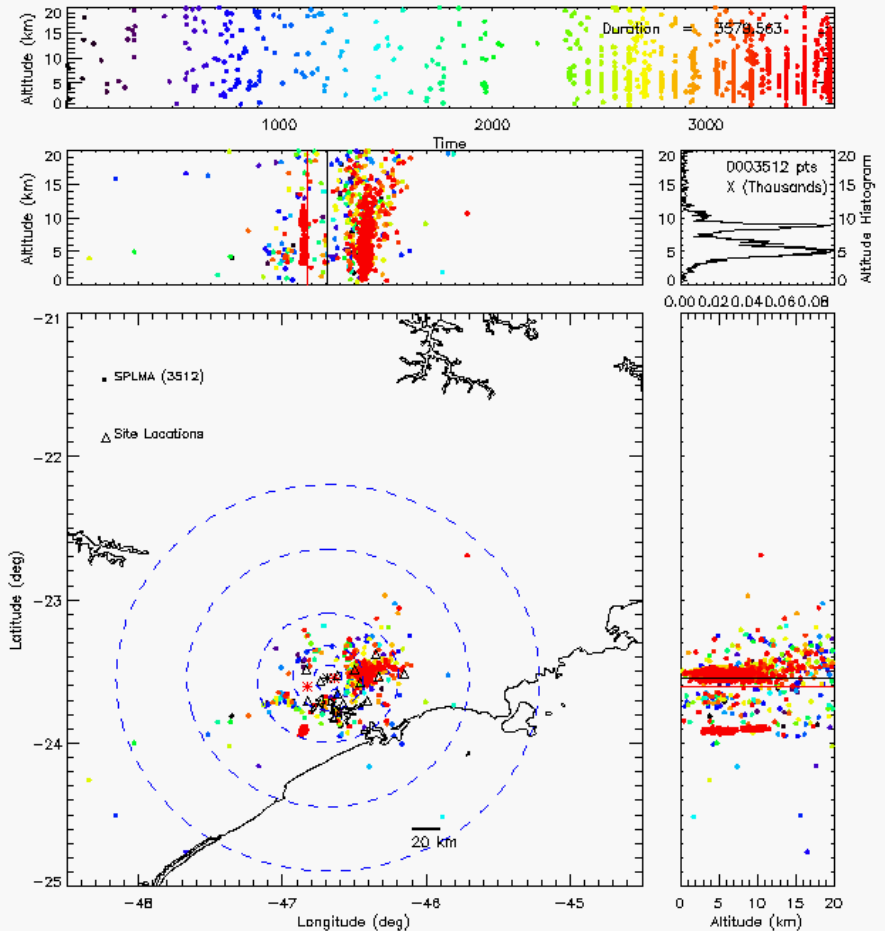 Duration = 3579.563
Altitude (km)
20
15
10
5
0
1000 2000 3000
Time
Altitude (km)
20
15
10
5
0
0003512 pts
X (Thousands)
20
15
10
5
0
Altitude Histogram
0.00 0.02 0.04 0.06 0.08
-21
-22
-23
-24
-25
Latitude (deg)
SPLMA (3512)
Site Locations
20 km
-48 -47 -46 -45
Longitude (deg)
0 5 10 15 20
Altitude (km)